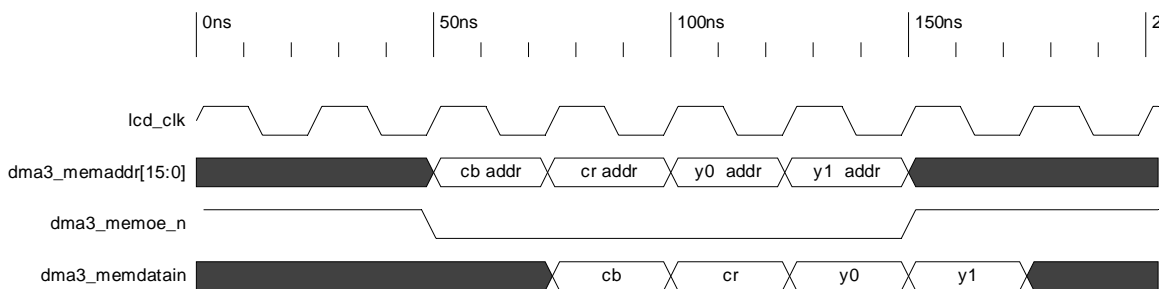 0ns 50ns 100ns 150ns 2
lcd_clk
dma3_memaddr[15:0] cb addr cr addr y0 addr y1 addr
dma3_memoe_n
dma3_memdatain cb cr y0 y1